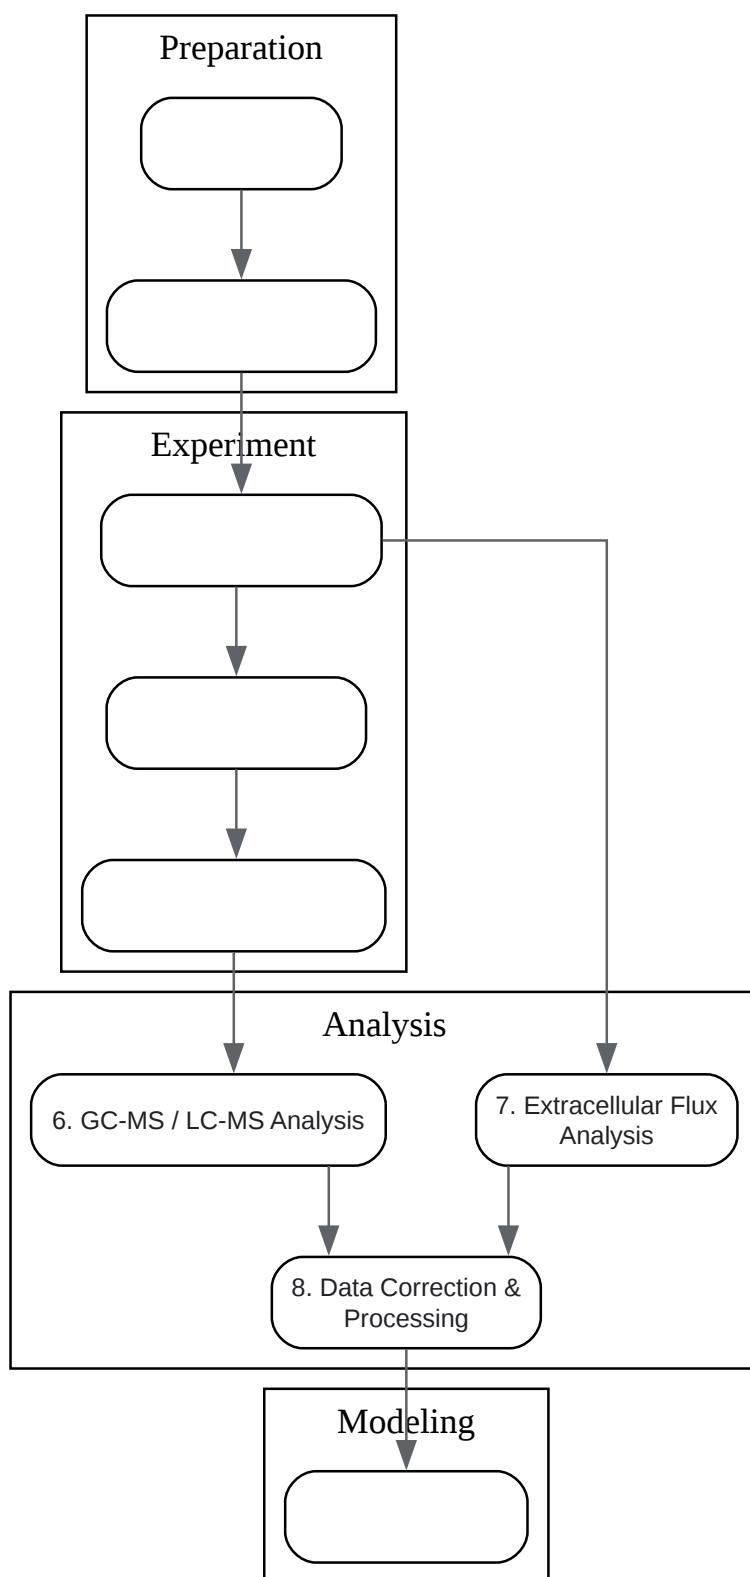 Preparation
Experiment
Analysis
6. GC-MS / LC-MS Analysis
7. Extracellular Flux
Analysis
8. Data Correction &
Processing
Modeling